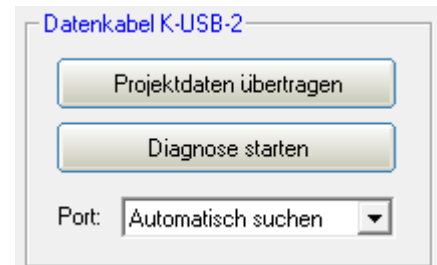 Datenkabel K-USB-2
Projektdaten übertragen
Diagnose starten
Port: Automatisch suchen